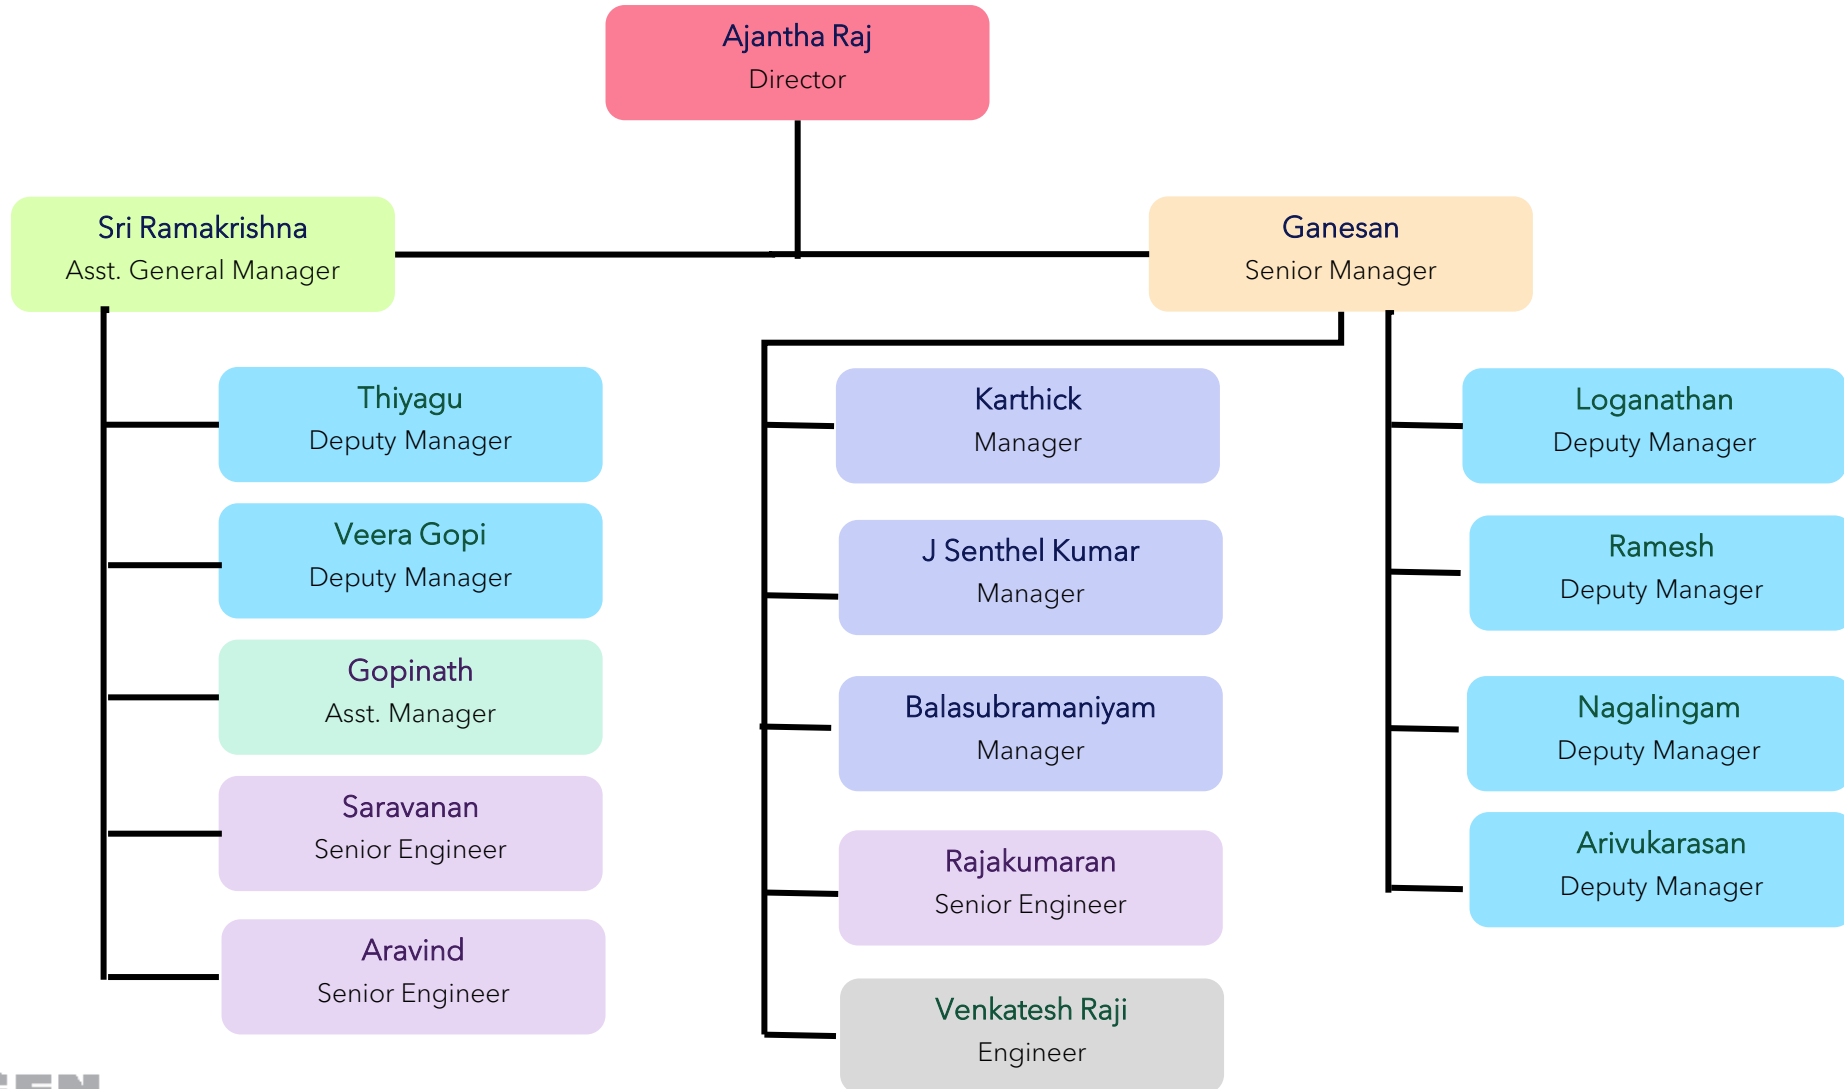 Ajantha Raj
Director
Sri Ramakrishna
Asst. General Manager
Ganesan
Senior Manager
Thiyagu
Deputy Manager
Veera Gopi
Deputy Manager
Gopinath
Asst. Manager
Saravanan
Senior Engineer
Aravind
Senior Engineer
Karthick
Manager
J Senthel Kumar
Manager
Balasubramaniyam
Manager
Rajakumaran
Senior Engineer
Venkatesh Raji
Engineer
Loganathan
Deputy Manager
Ramesh
Deputy Manager
Nagalingam
Deputy Manager
Arivukarasan
Deputy Manager